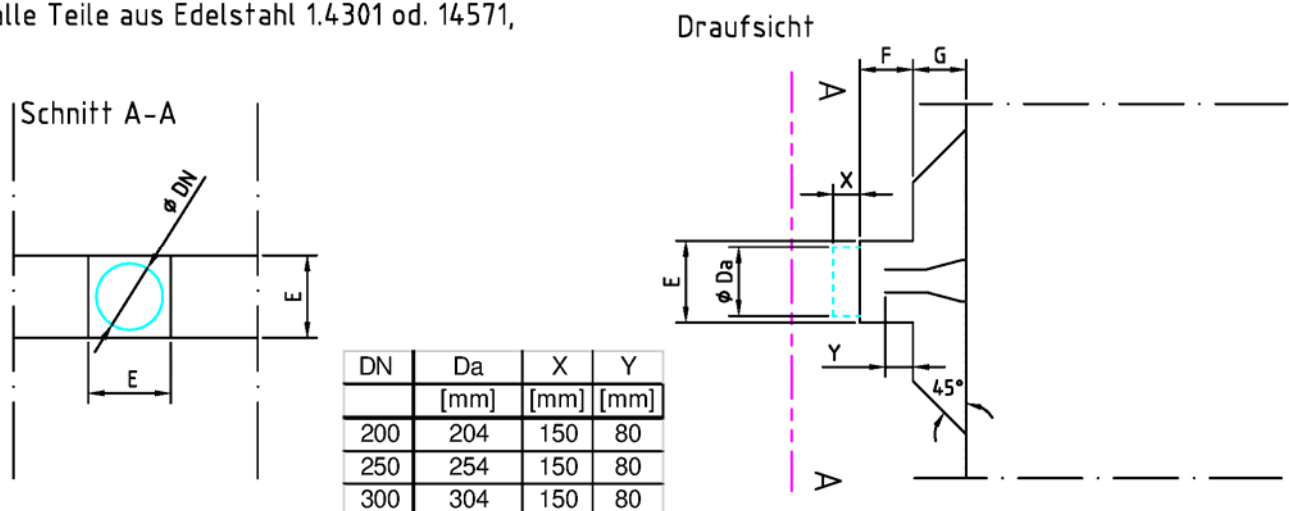 alle Teile aus Edelstahl 1.4301 od. 14571,
Draufsicht
F G
A
Schnitt A-A
ø DN
X
E
E
E
ø Da
Y
45°
A
DN Da X Y
[mm] [mm] [mm]
200 204 150 80
250 254 150 80
300 304 150 80